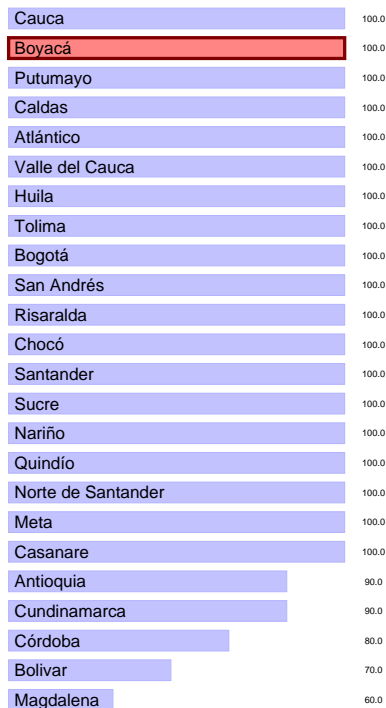 Cauca 100.0
Boyacá 100.0
Putumayo 100.0
Caldas 100.0
Atlántico 100.0
Valle del Cauca 100.0
Huila 100.0
Tolima 100.0
Bogotá 100.0
San Andrés 100.0
Risaralda 100.0
Chocó 100.0
Santander 100.0
Sucre 100.0
Nariño 100.0
Quindío 100.0
Norte de Santander 100.0
Meta 100.0
Casanare 100.0
Antioquia 90.0
Cundinamarca 90.0
Córdoba 80.0
Bolivar 70.0
Magdalena 60.0